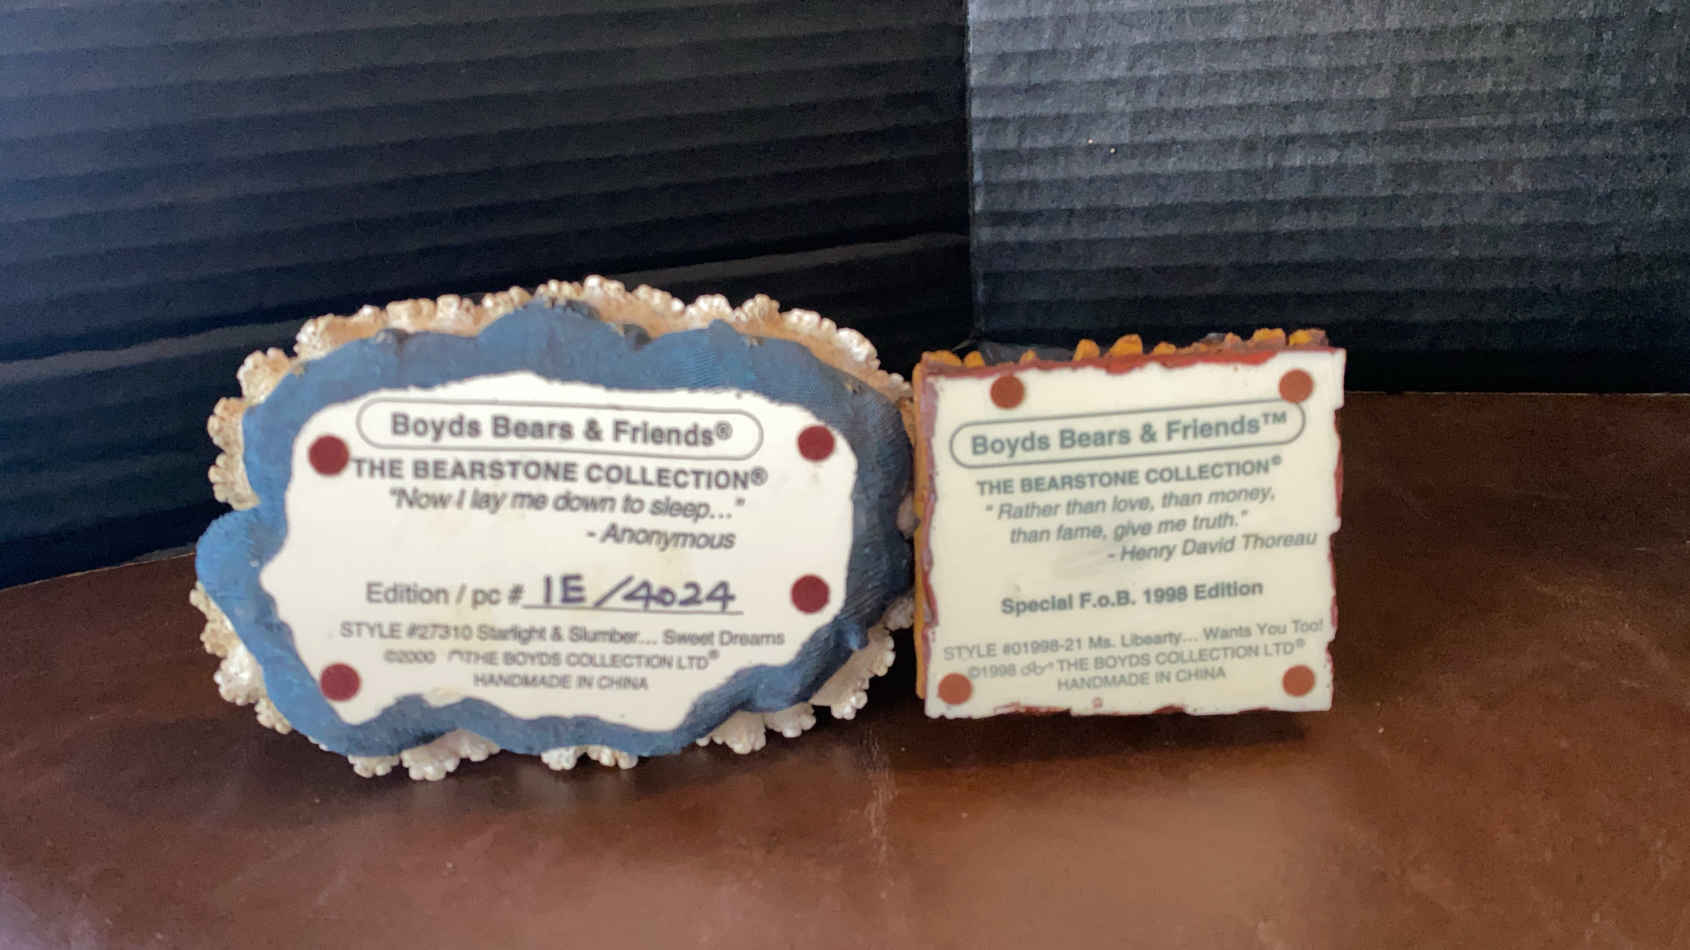 Boyds Bears & Friends®
THE BEARSTONE COLLECTION®
"Now I lay me down to sleep..."
- Anonymous
Edition / pc # 1E/4024
STYLE #27310 Starlight & Slumber... Sweet Dreams
©2000 THE BOYDS COLLECTION LTD®
HANDMADE IN CHINA
Boyds Bears & Friends™
THE BEARSTONE COLLECTION®
"Rather than love, than money,
than fame, give me truth."
- Henry David Thoreau
Special F.o.B. 1998 Edition
STYLE #01998-21 Ms. Libearty... Wants You Too!
©1998 THE BOYDS COLLECTION LTD®
HANDMADE IN CHINA